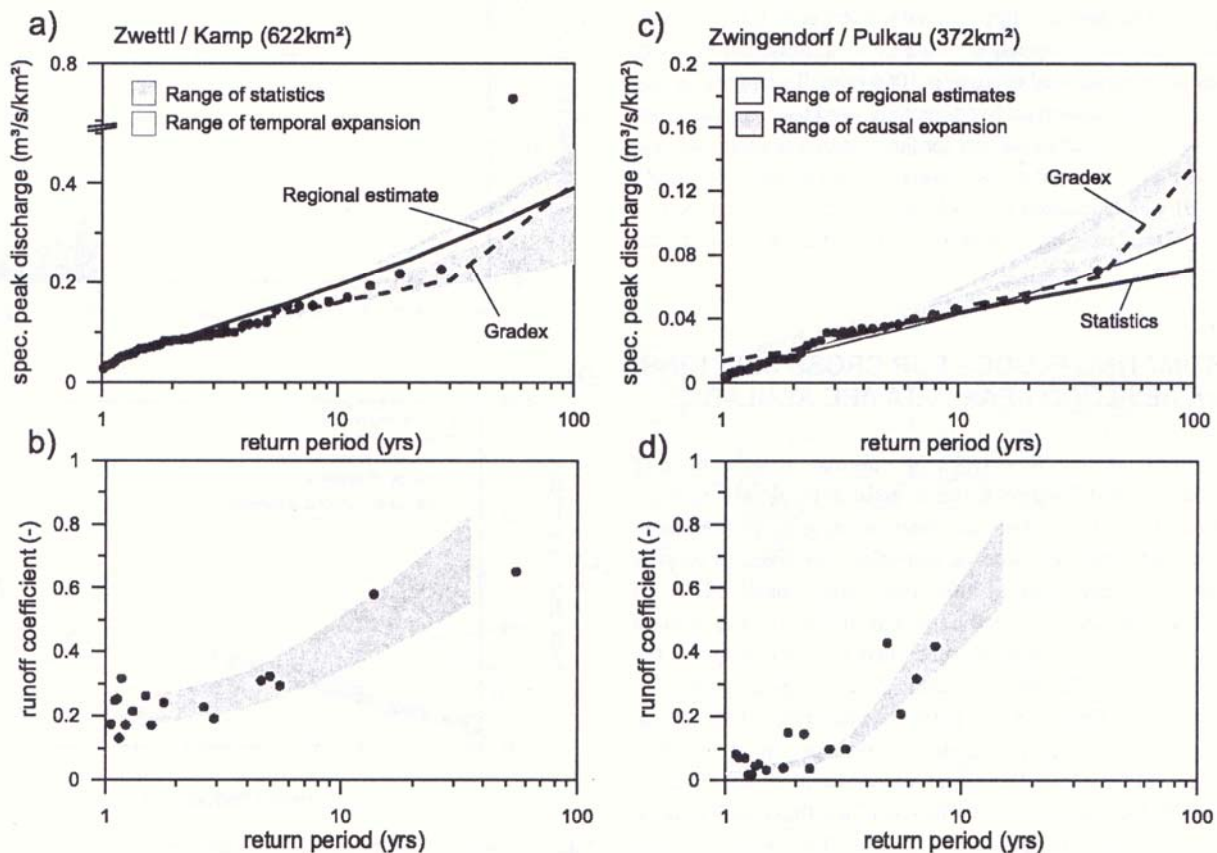 a)
Zwettl / Kamp (622km²)
0.8
0.4
0.2
0
spec. peak discharge (m³/s/km²)
Range of statistics
Range of temporal expansion
Regional estimate
Gradex
1
10
100
return period (yrs)
b)
1
0.8
0.6
0.4
0.2
0
runoff coefficient (-)
1
10
100
return period (yrs)
c)
Zwingendorf / Pulkau (372km²)
0.2
0.16
0.12
0.08
0.04
0
spec. peak discharge (m³/s/km²)
Range of regional estimates
Range of causal expansion
Gradex
Statistics
1
10
100
return period (yrs)
d)
1
0.8
0.6
0.4
0.2
0
runoff coefficient (-)
1
10
100
return period (yrs)